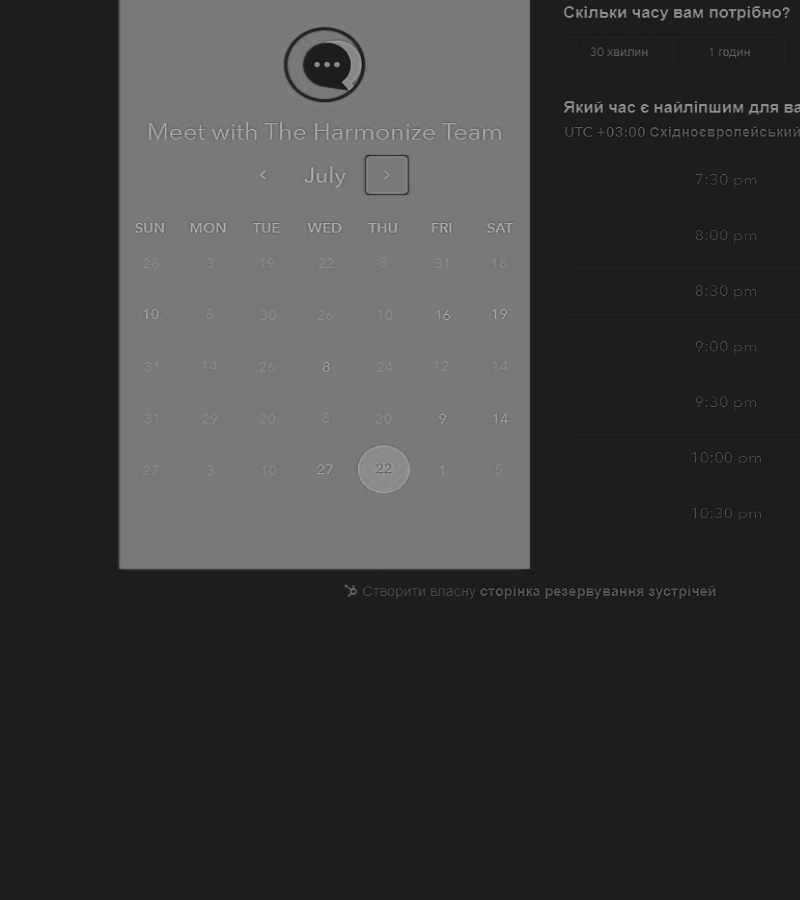 Meet with The Harmonize Team
July
SUN MON TUE WED THU FRI SAT
28 3 19 22 8 31 18
10 8 30 26 10 16 19
31 14 26 8 24 12 14
31 29 20 8 20 9 14
27 3 10 27 22 1 5
Скільки часу вам потрібно?
30 хвилин 1 годин
Який час є найліпшим для ва
UTC +03:00 Східноєвропейський
7:30 pm
8:00 pm
8:30 pm
9:00 pm
9:30 pm
10:00 pm
10:30 pm
Створити власну сторінка резервування зустрічей